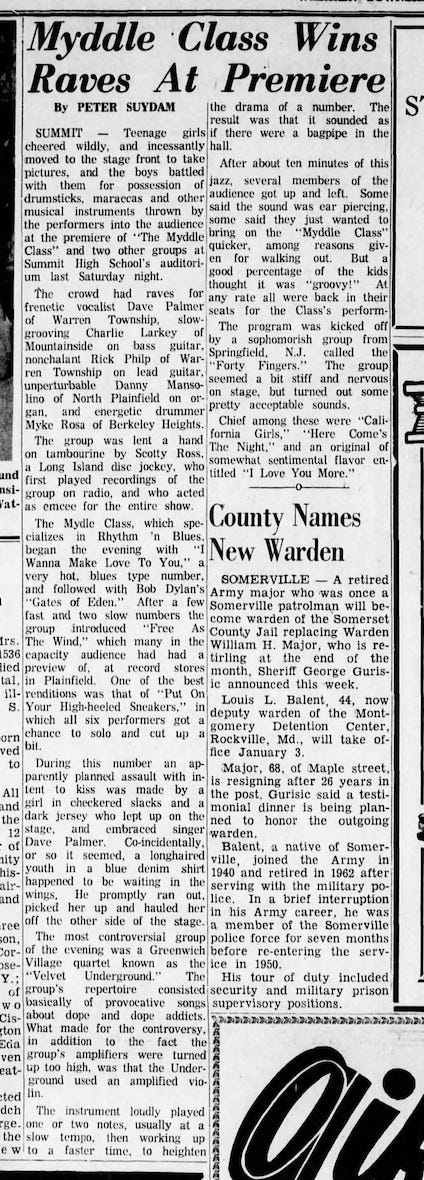 Myddle Class Wins
Raves At Premiere
By PETER SUYDAM
SUMMIT — Teenage girls
cheered wildly, and incessantly
moved to the stage front to take
pictures, and the boys battled
with them for possession of
drumsticks, maraccas and other
musical instruments thrown by
the performers into the audience
at the premiere of "The Myddle
Class" and two other groups at
Summit High School's auditori-
um last Saturday night.
The crowd had raves for
frenetic vocalist Dave Palmer
of Warren Township, slow-
grooving Charlie Larkey of
Mountainside on bass guitar,
nonchalant Rick Philp of War-
ren Township on lead guitar,
unperturbable Danny Manso-
lino of North Plainfield on or-
gan, and energetic drummer
Myke Rosa of Berkeley Heights.
The group was lent a hand
on tambourine by Scotty Ross,
a Long Island disc jockey, who
first played recordings of the
group on radio, and who acted
as emcee for the entire show.
The Mydle Class, which spe-
cializes in Rhythm 'n Blues,
began the evening with "I
Wanna Make Love To You," a
very hot, blues type number,
and followed with Bob Dylan's
"Gates of Eden." After a few
fast and two slow numbers the
group introduced "Free As
The Wind," which many in the
capacity audience had had a
preview of, at record stores
in Plainfield. One of the best
renditions was that of "Put On
Your High-heeled Sneakers," in
which all six performers got a
chance to solo and cut up a
bit.
During this number an ap-
parently planned assault with in-
tent to kiss was made by a
girl in checkered slacks and a
dark jersey who lept up on the
stage, and embraced singer
Dave Palmer. Co-incidentally,
or so it seemed, a longhaired
youth in a blue denim shirt
happened to be waiting in the
wings. He promptly ran out,
picked her up and hauled her
off the other side of the stage.
The most controversial group
of the evening was a Greenwich
Village quartet known as the
"Velvet Underground." The
group's repertoire consisted
basically of provocative songs
about dope and dope addicts.
What made for the controversy,
in addition to the fact the
group's amplifiers were turned
up too high, was that the Under-
ground used an amplified vio-
lin.
The instrument loudly played
one or two notes, usually at a
slow tempo, then working up
to a faster time, to heighten
the drama of a number. The
result was that it sounded as
if there were a bagpipe in the
hall.
After about ten minutes of this
jazz, several members of the
audience got up and left. Some
said the sound was ear piercing,
some said they just wanted to
bring on the "Myddle Class"
quicker, among reasons giv-
en for walking out. But a
good percentage of the kids
thought it was "groovy!" At
any rate all were back in their
seats for the Class's perform-
The program was kicked off
by a sophomorish group from
Springfield, N.J. called the
"Forty Fingers." The group
seemed a bit stiff and nervous
on stage, but turned out some
pretty acceptable sounds.
Chief among these were "Cali-
fornia Girls," "Here Come's
The Night," and an original of
somewhat sentimental flavor en-
titled "I Love You More."
County Names
New Warden
SOMERVILLE — A retired
Army major who was once a
Somerville patrolman will be-
come warden of the Somerset
County Jail replacing Warden
William H. Major, who is re-
tirling at the end of the
month, Sheriff George Guris-
ic announced this week.
Louis L. Balent, 44, now
deputy warden of the Mont-
gomery Detention Center,
Rockville, Md., will take of-
fice January 3.
Major, 68, of Maple street,
is resigning after 26 years in
the post. Gurisic said a testi-
monial dinner is being plan-
ned to honor the outgoing
warden.
Balent, a native of Somer-
ville, joined the Army in
1940 and retired in 1962 after
serving with the military po-
lice. In a brief interruption
in his Army career, he was
a member of the Somerville
police force for seven months
before re-entering the serv-
ice in 1950.
His tour of duty included
security and military prison
supervisory positions.